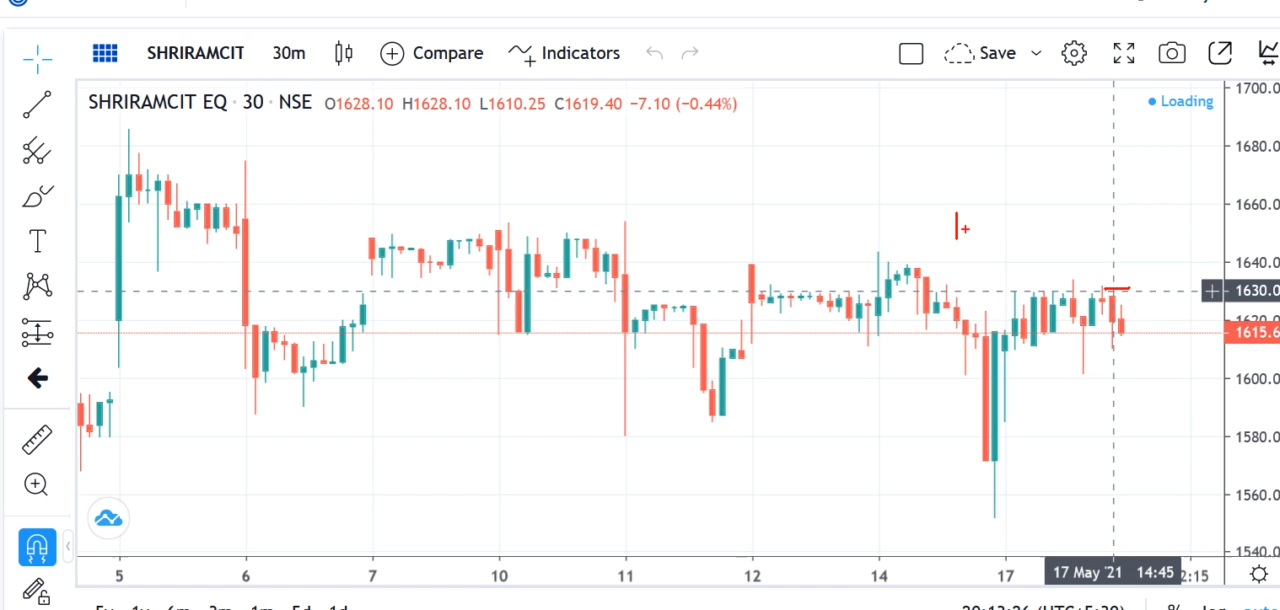 SHRIRAMCIT 30m Compare Indicators Save
SHRIRAMCIT EQ · 30 · NSE O1628.10 H1628.10 L1610.25 C1619.40 −7.10 (−0.44%)
Loading
1700.0
1680.0
1660.0
1640.0
1630.0
1615.6
1600.0
1580.0
1560.0
1540.0
5 6 7 10 11 12 14 17 17 May '21 14:45 2:15